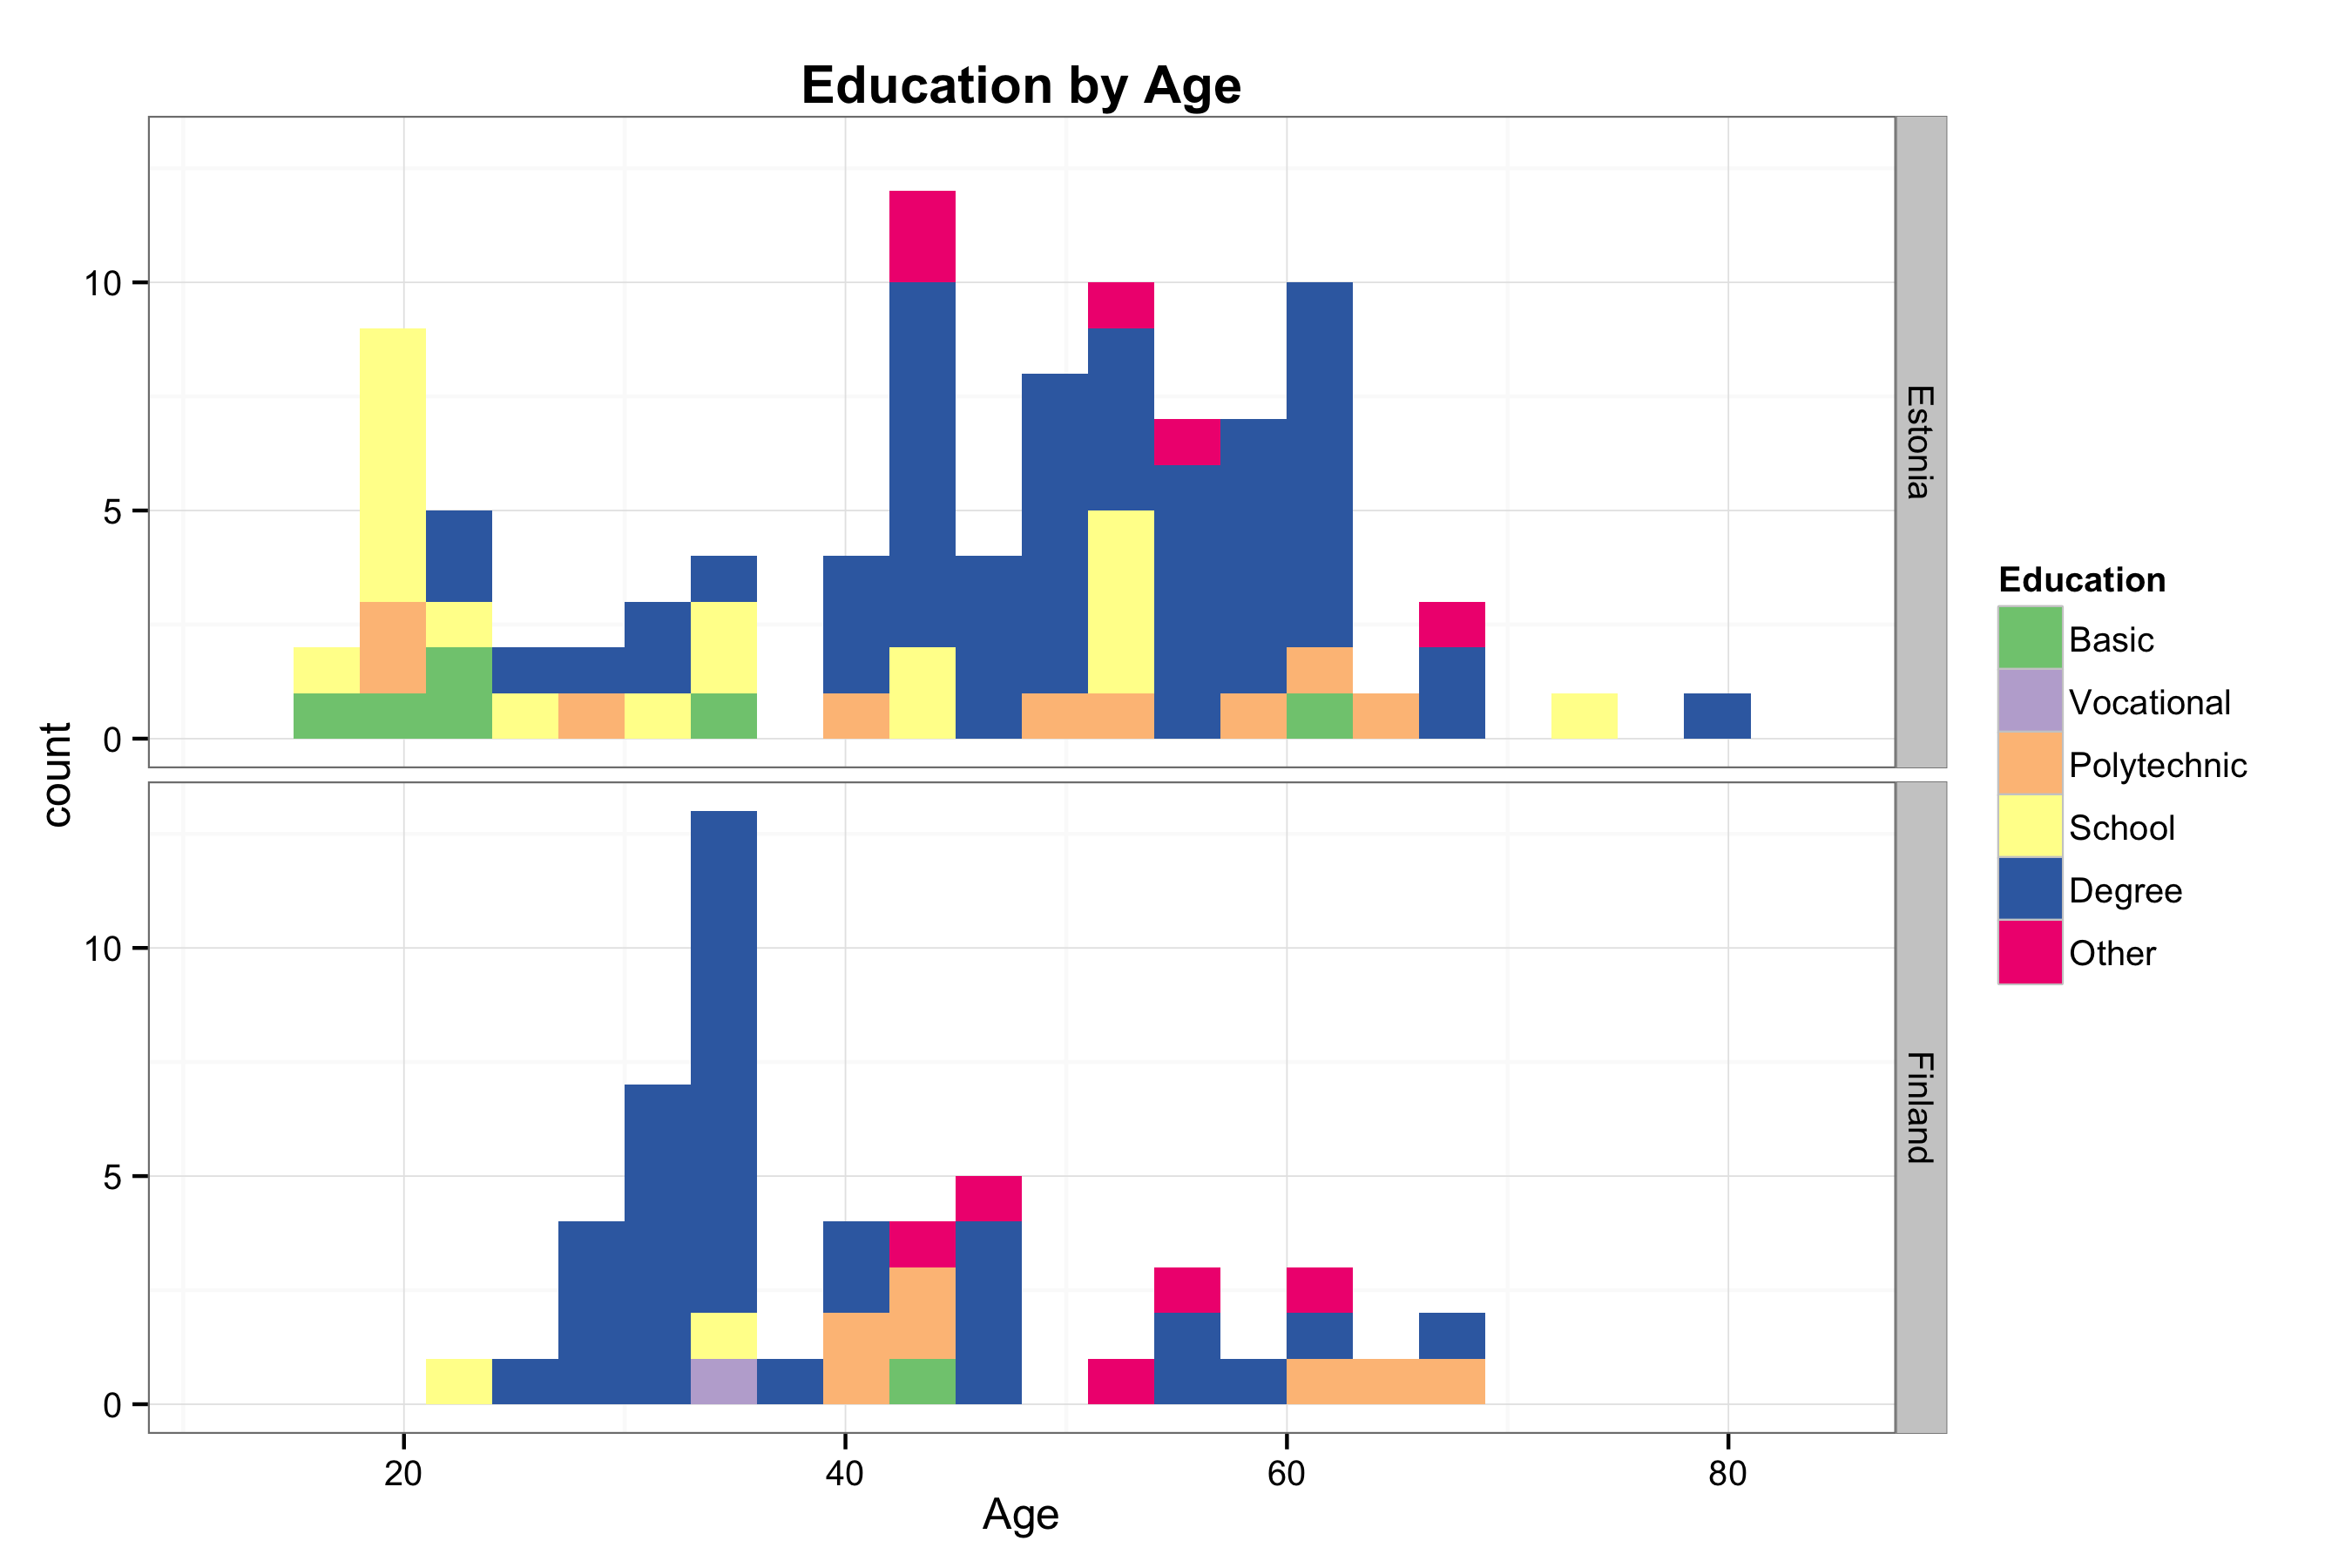 Education by Age
10
5
0
Estonia
count
10
5
0
Finland
20 40 60 80
Age
Education
Basic
Vocational
Polytechnic
School
Degree
Other